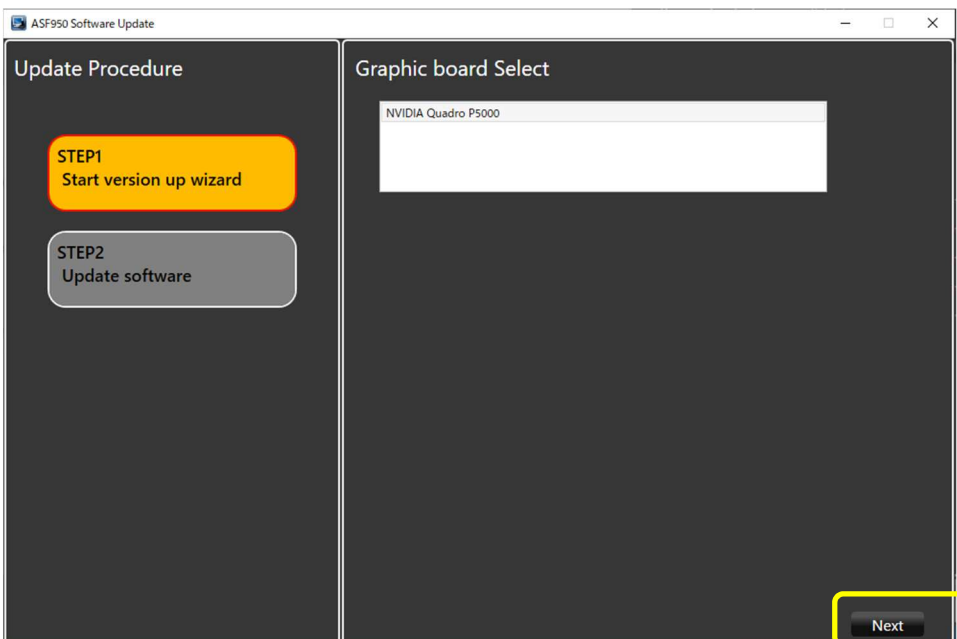 ASF950 Software Update
Update Procedure
STEP1
Start version up wizard
STEP2
Update software
Graphic board Select
NVIDIA Quadro P5000
Next